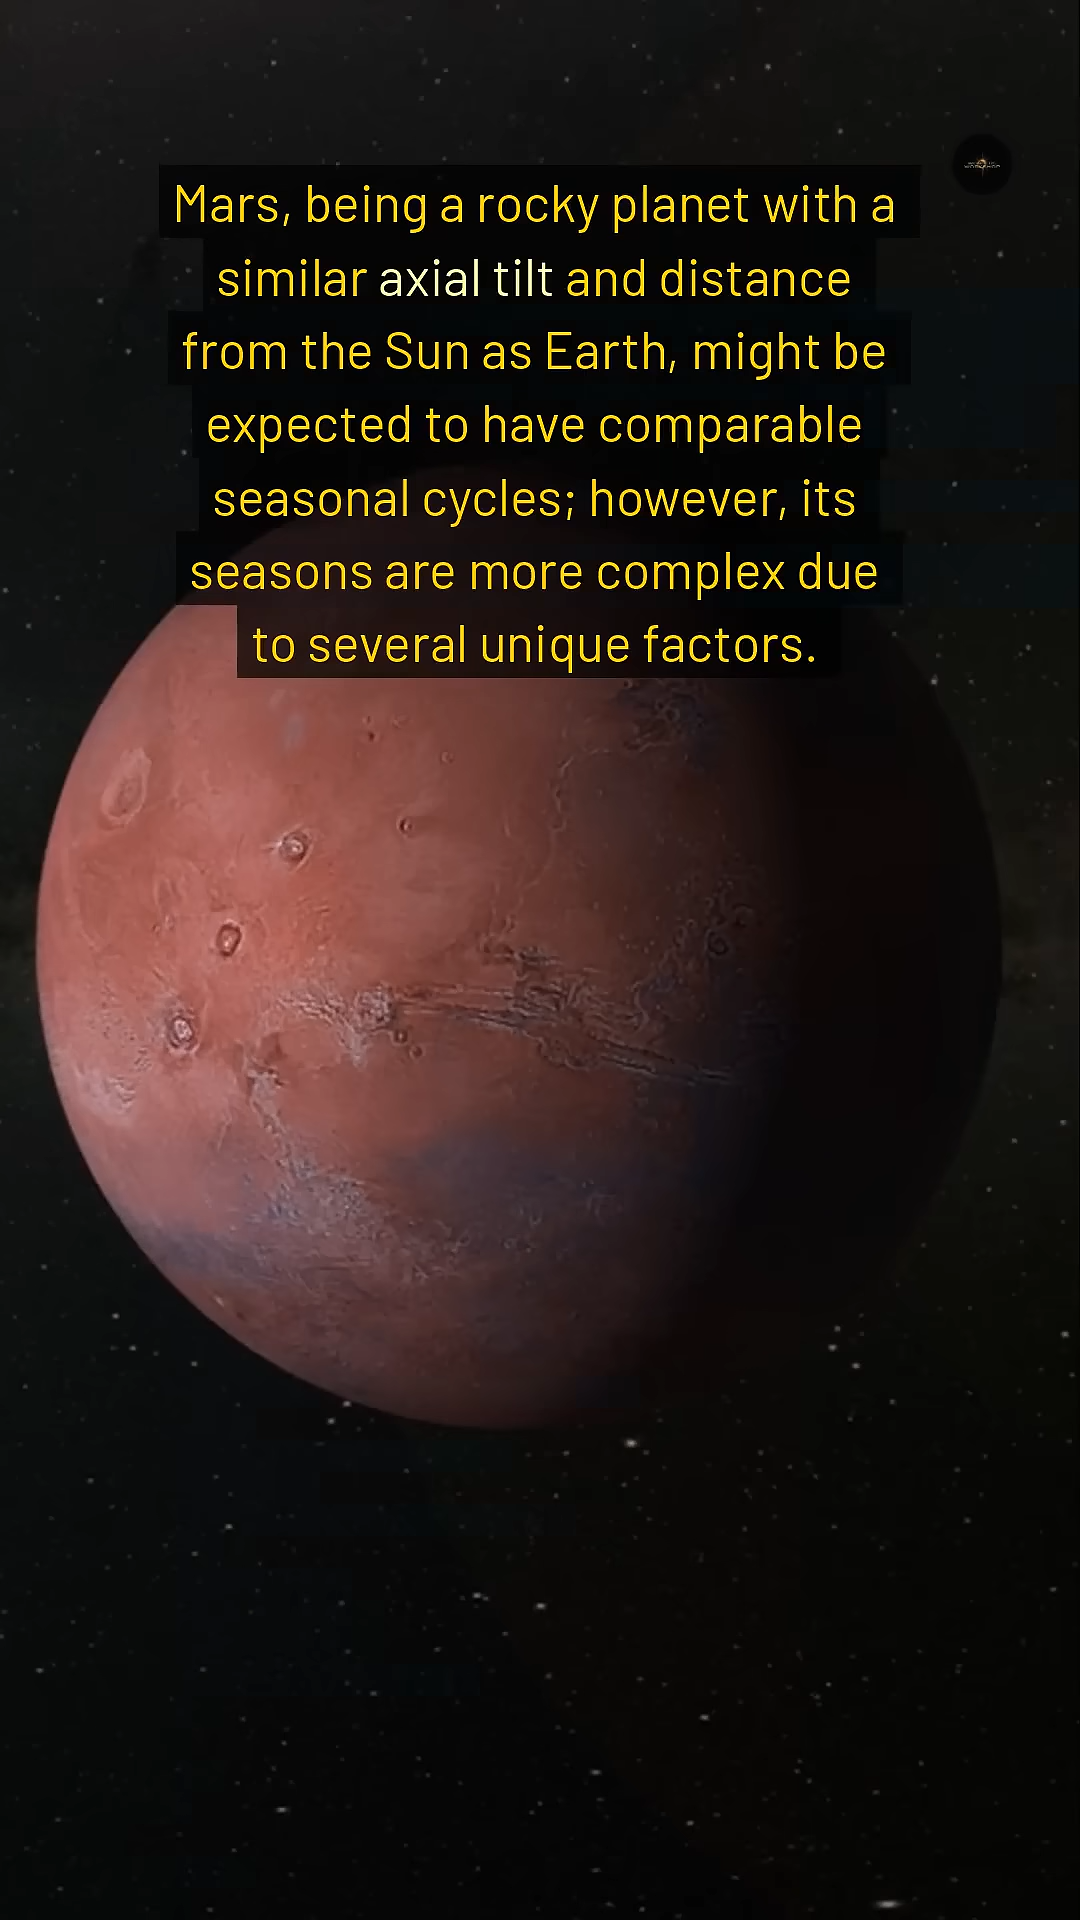 Mars, being a rocky planet with a
similar axial tilt and distance
from the Sun as Earth, might be
expected to have comparable
seasonal cycles; however, its
seasons are more complex due
to several unique factors.